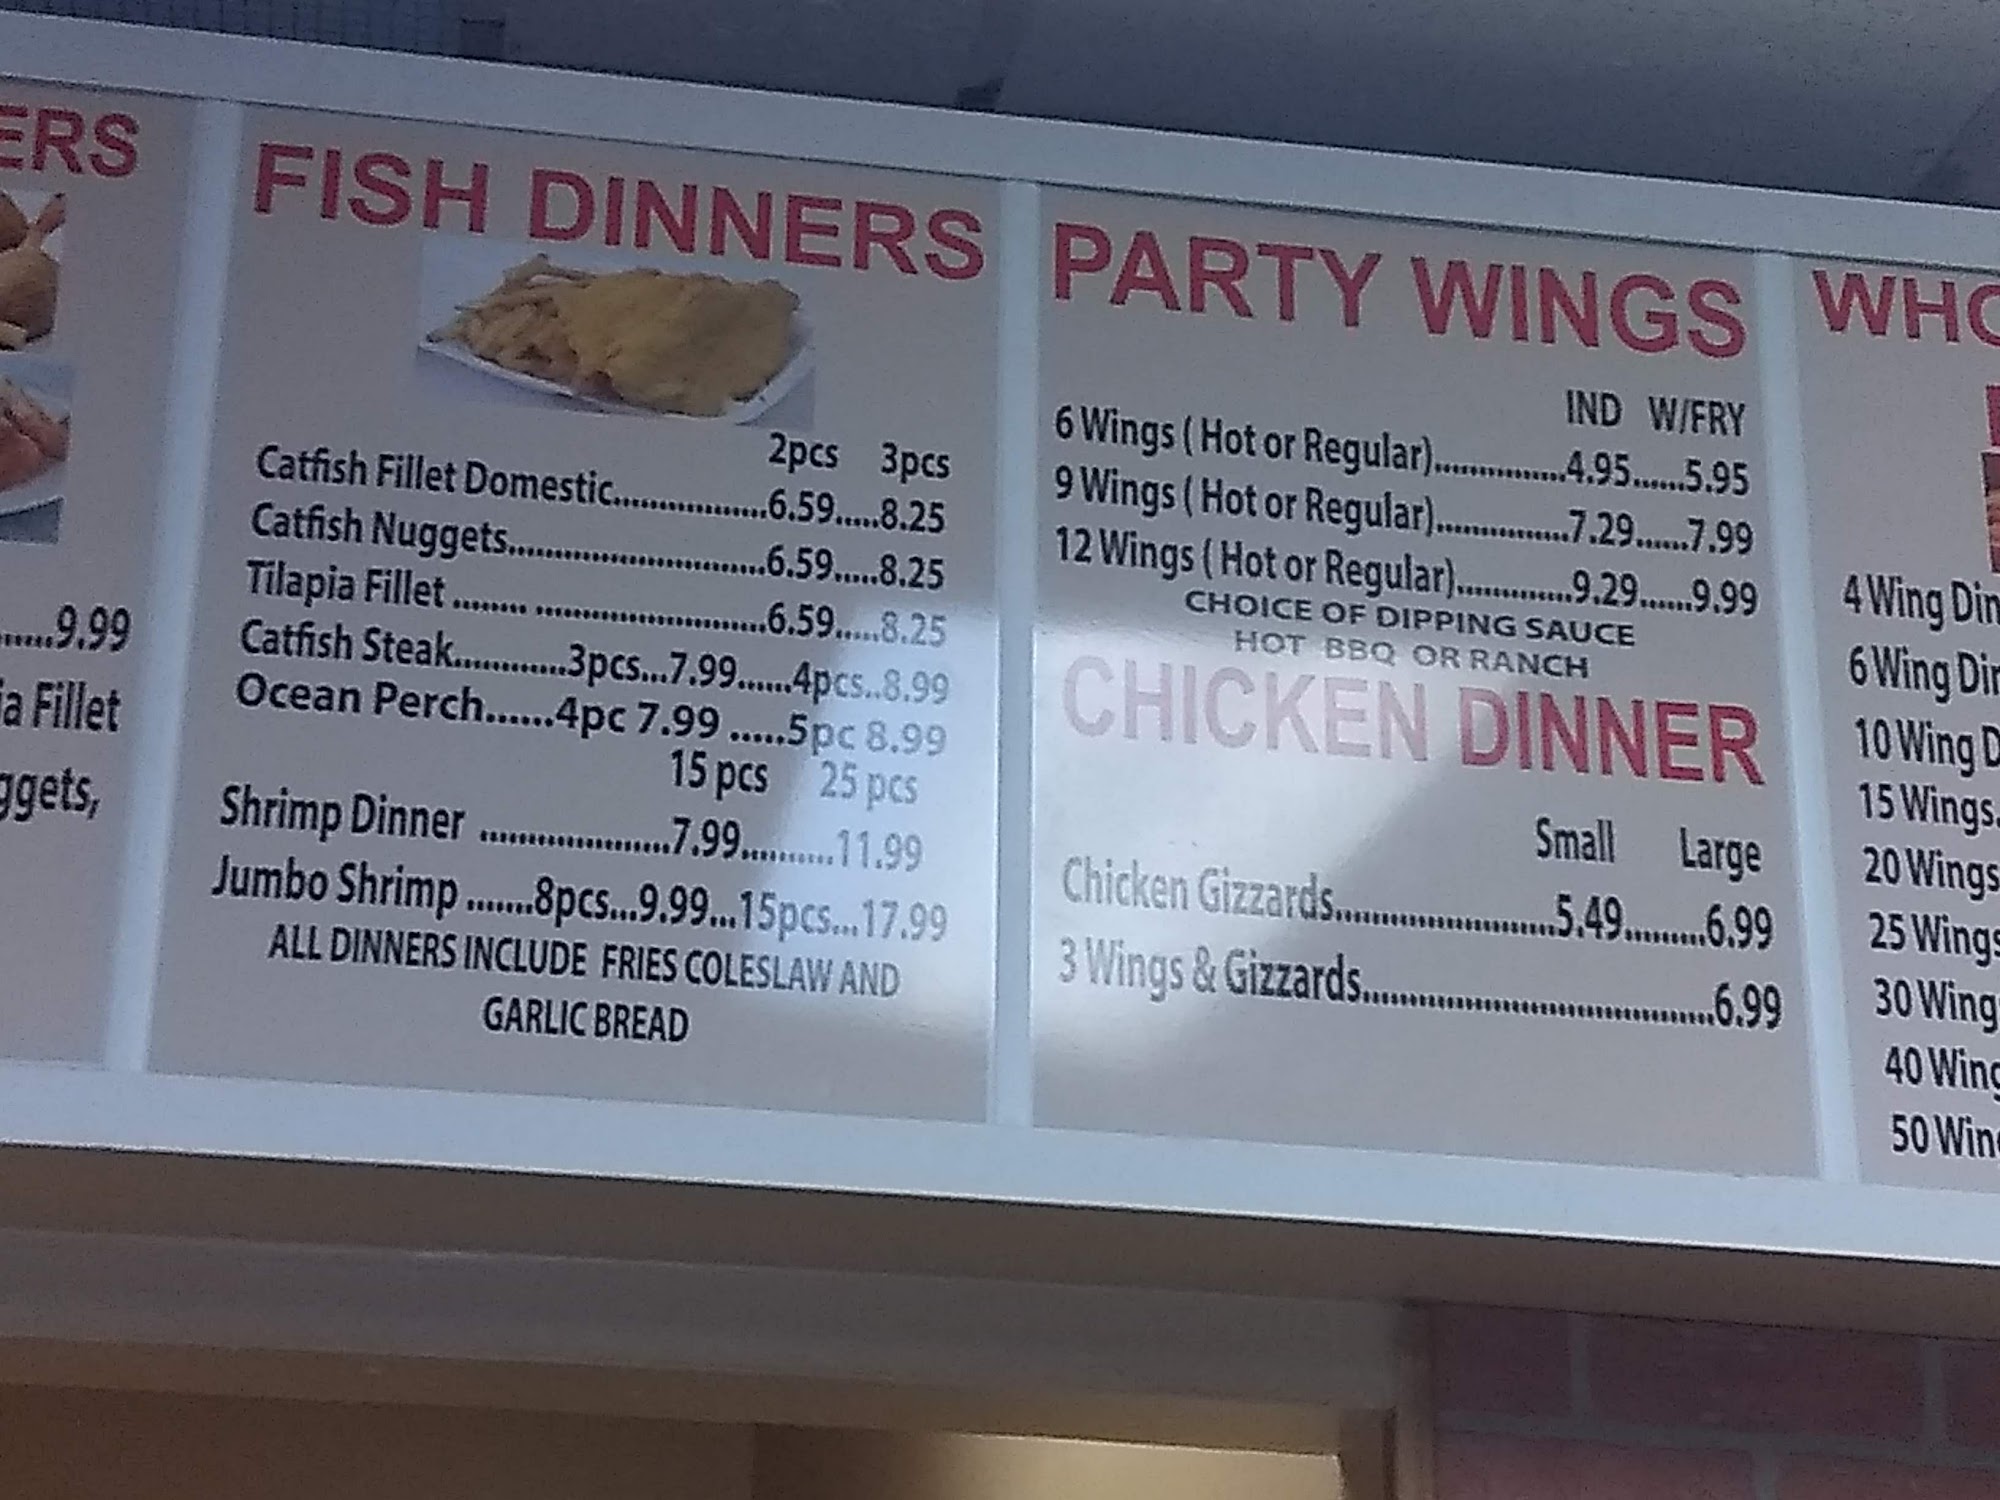 ERS
9.99
ia Fillet
ggets,
FISH DINNERS
2pcs 3pcs
Catfish Fillet Domestic................6.59.....8.25
Catfish Nuggets...........................6.59.....8.25
Tilapia Fillet ........ .........................6.59.....8.25
Catfish Steak............3pcs...7.99......4pcs..8.99
Ocean Perch......4pc 7.99 .....5pc 8.99
15 pcs 25 pcs
Shrimp Dinner ....................7.99..........11.99
Jumbo Shrimp .......8pcs...9.99...15pcs...17.99
ALL DINNERS INCLUDE FRIES COLESLAW AND
GARLIC BREAD
PARTY WINGS
IND W/FRY
6 Wings ( Hot or Regular)...............4.95......5.95
9 Wings ( Hot or Regular)...............7.29......7.99
12 Wings ( Hot or Regular).............9.29......9.99
CHOICE OF DIPPING SAUCE
HOT BBQ OR RANCH
CHICKEN DINNER
Small Large
Chicken Gizzards.......................5.49.........6.99
3 Wings & Gizzards.....................................6.99
WHO
4 Wing Din
6 Wing Din
10 Wing D
15 Wings.
20 Wings
25 Wings
30 Wing
40 Wing
50 Wing